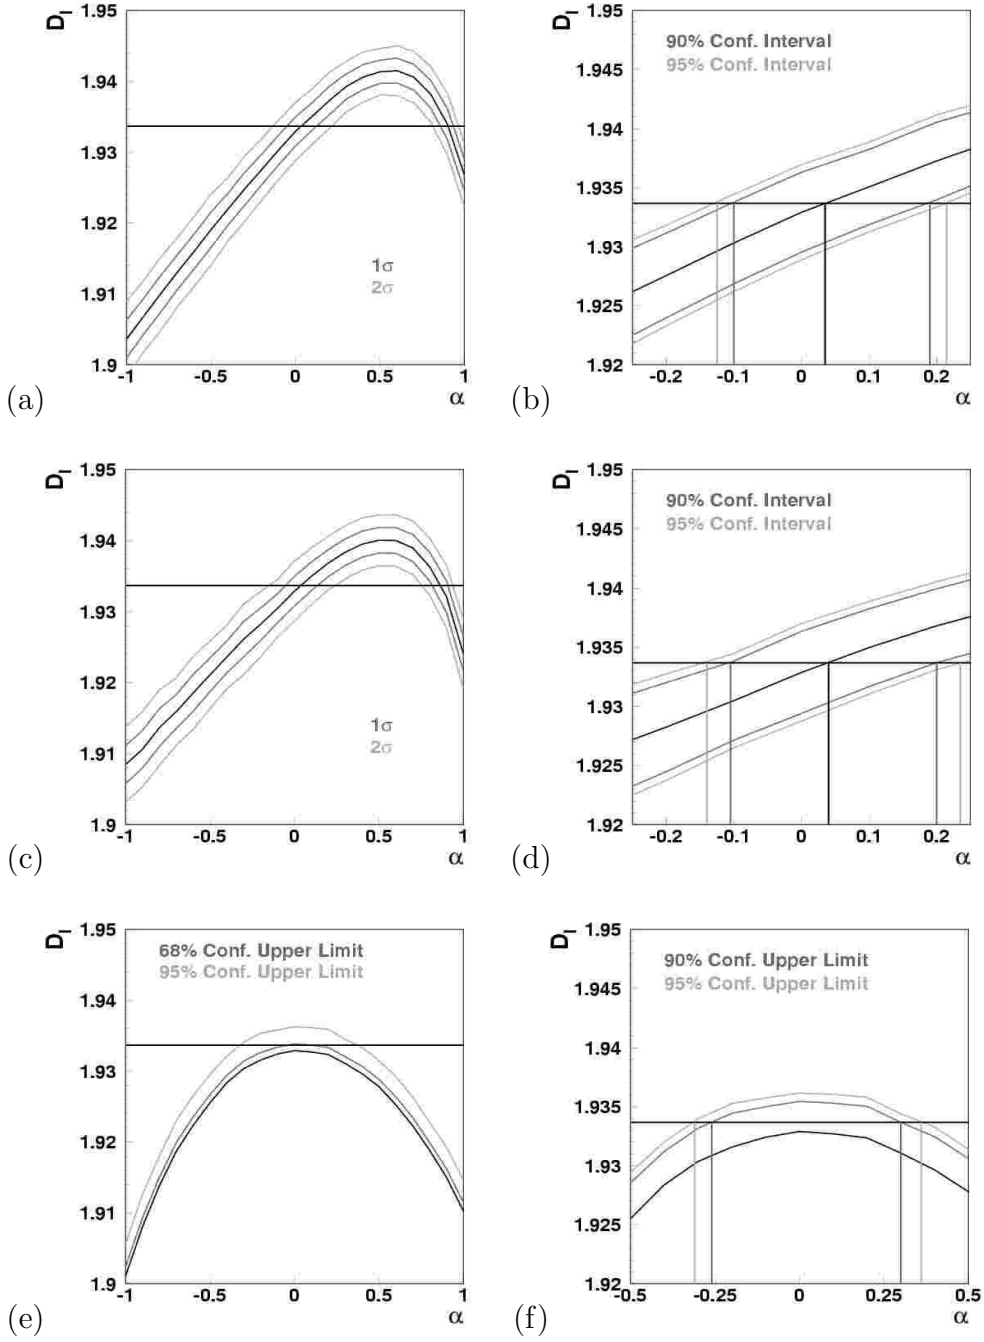 D_I
1.95
1.94
1.93
1.92
1.91
1.9
1σ
2σ
-1
-0.5
0
0.5
1
α
(a)
D_I
1.95
1.945
1.94
1.935
1.93
1.925
1.92
90% Conf. Interval
95% Conf. Interval
-0.2
-0.1
0
0.1
0.2
α
(b)
D_I
1.95
1.94
1.93
1.92
1.91
1.9
1σ
2σ
-1
-0.5
0
0.5
1
α
(c)
D_I
1.95
1.945
1.94
1.935
1.93
1.925
1.92
90% Conf. Interval
95% Conf. Interval
-0.2
-0.1
0
0.1
0.2
α
(d)
D_I
1.95
1.94
1.93
1.92
1.91
1.9
68% Conf. Upper Limit
95% Conf. Upper Limit
-1
-0.5
0
0.5
1
α
(e)
D_I
1.95
1.945
1.94
1.935
1.93
1.925
1.92
90% Conf. Upper Limit
95% Conf. Upper Limit
-0.5
-0.25
0
0.25
0.5
α
(f)